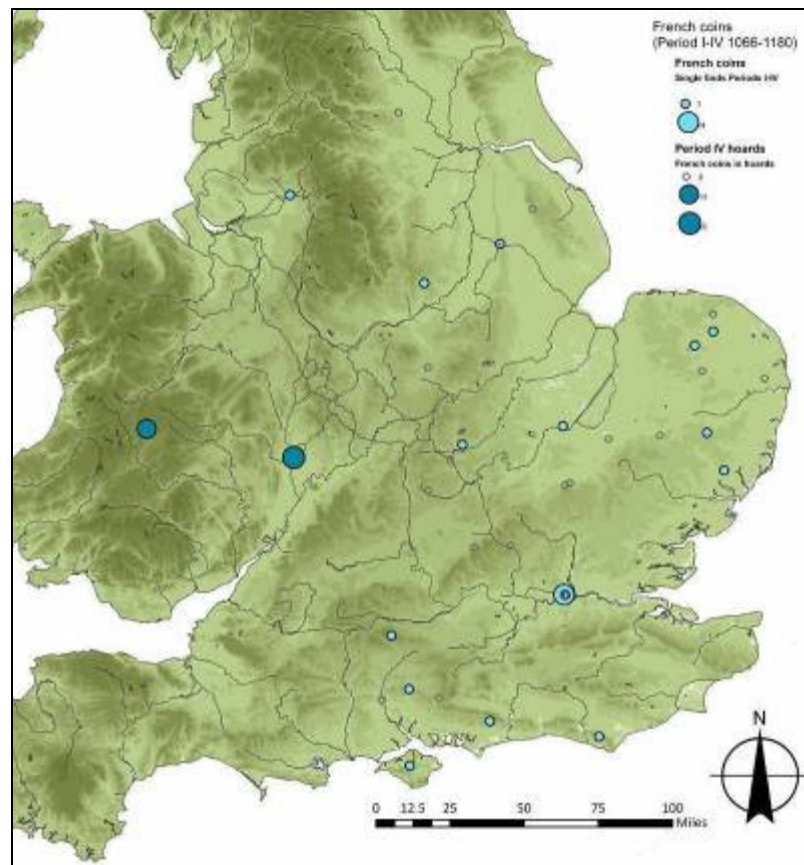 French coins
(Period I-IV 1066-1180)
French coins
Single finds Periods I-IV
1
Period IV hoards
French coins in hoards
N
0 12.5 25 50 75 100
Miles